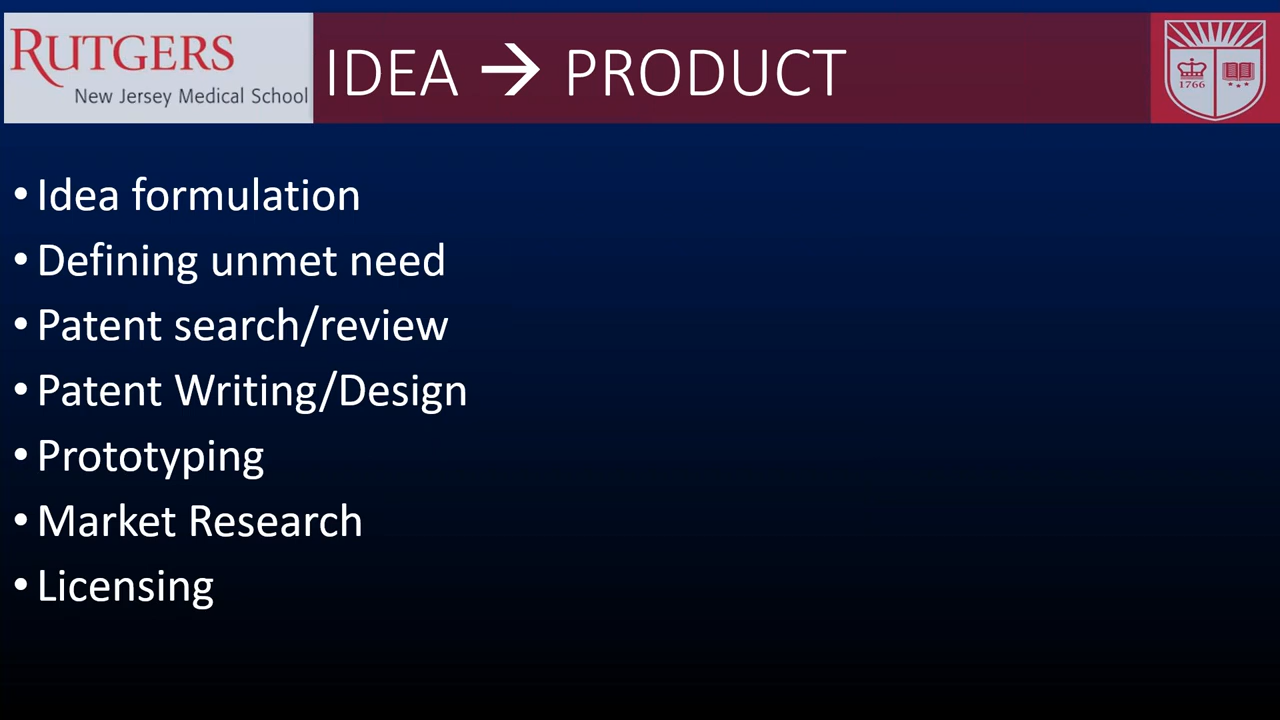 RUTGERS
New Jersey Medical School
IDEA → PRODUCT
1766
• Idea formulation
• Defining unmet need
• Patent search/review
• Patent Writing/Design
• Prototyping
• Market Research
• Licensing